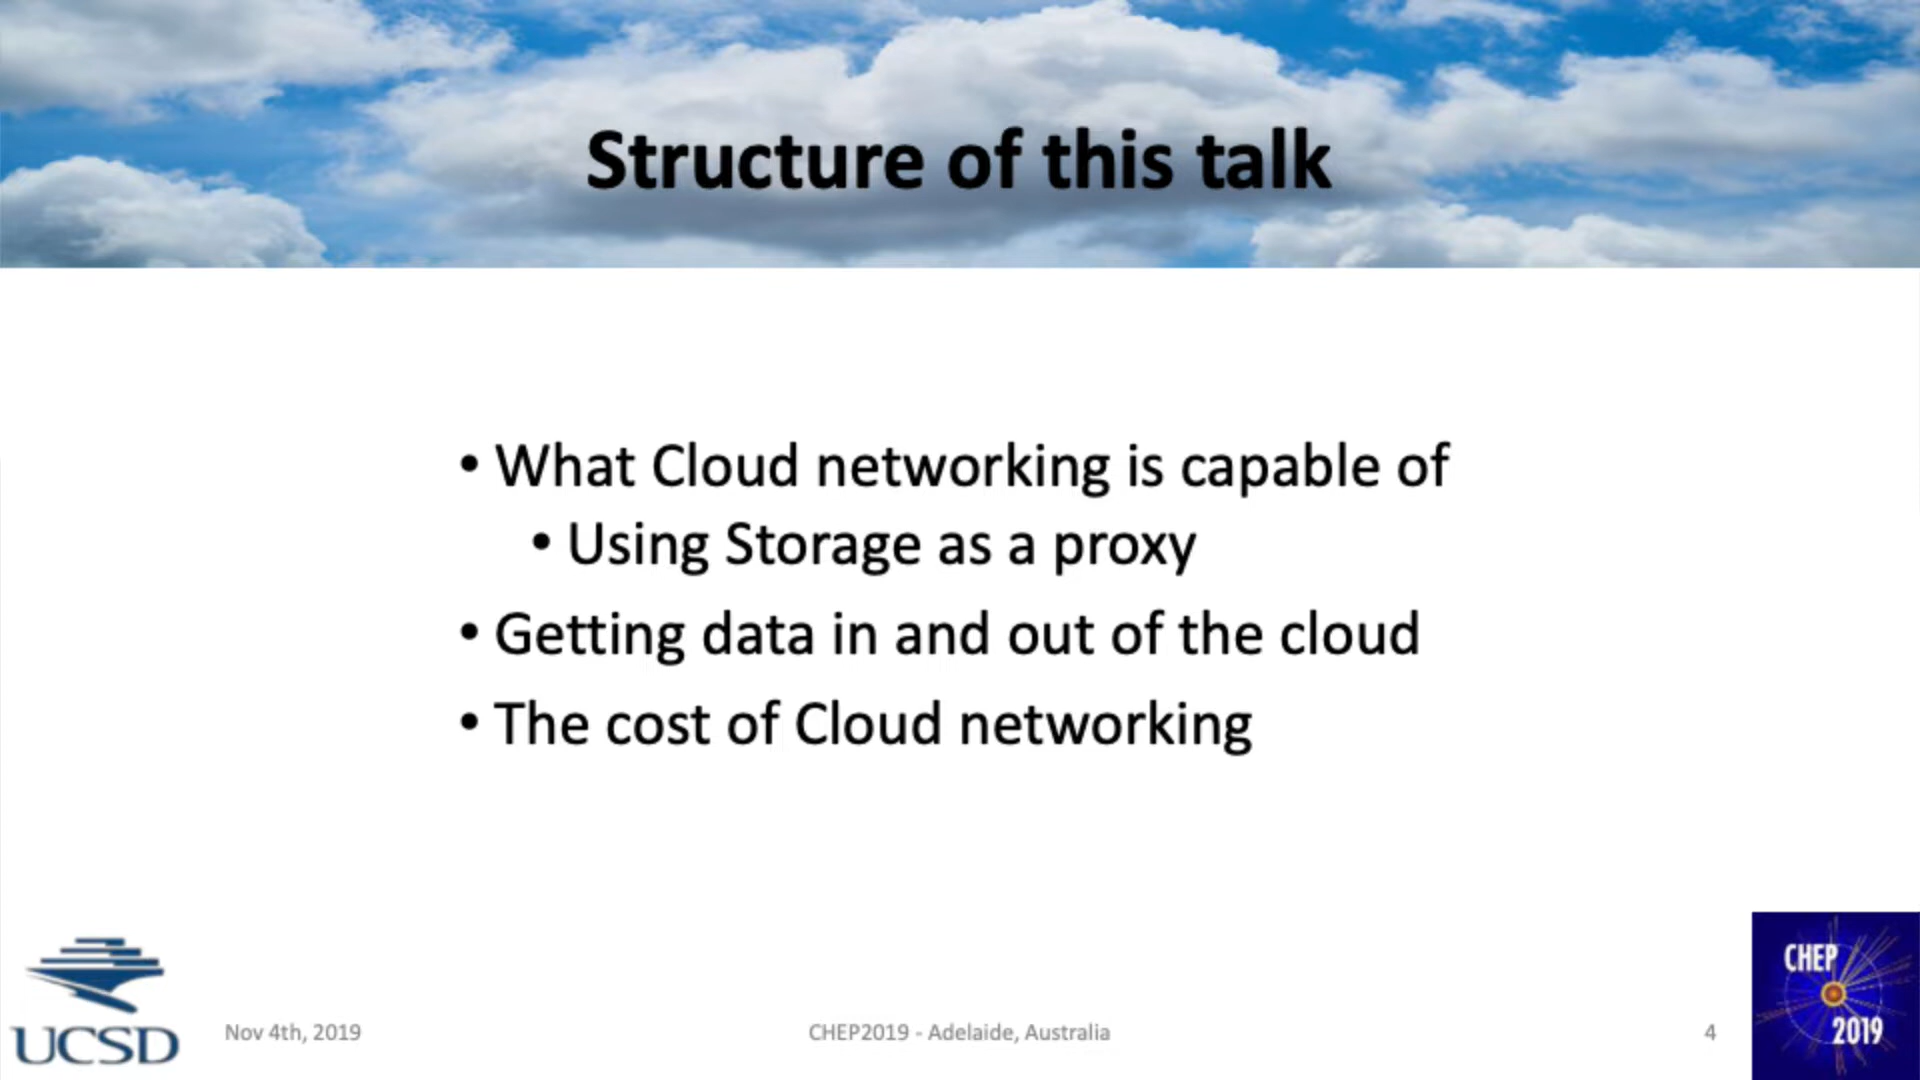 Structure of this talk
• What Cloud networking is capable of
• Using Storage as a proxy
• Getting data in and out of the cloud
• The cost of Cloud networking
UCSD
Nov 4th, 2019
CHEP2019 - Adelaide, Australia
4
CHEP
2019